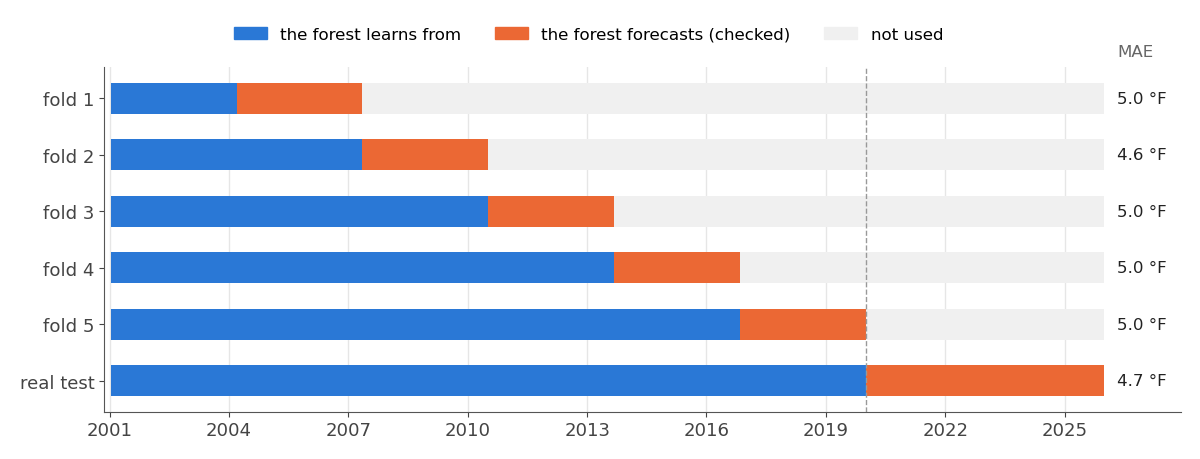 the forest learns from the forest forecasts (checked) not used
MAE
fold 1 5.0 °F
fold 2 4.6 °F
fold 3 5.0 °F
fold 4 5.0 °F
fold 5 5.0 °F
real test 4.7 °F
2001 2004 2007 2010 2013 2016 2019 2022 2025